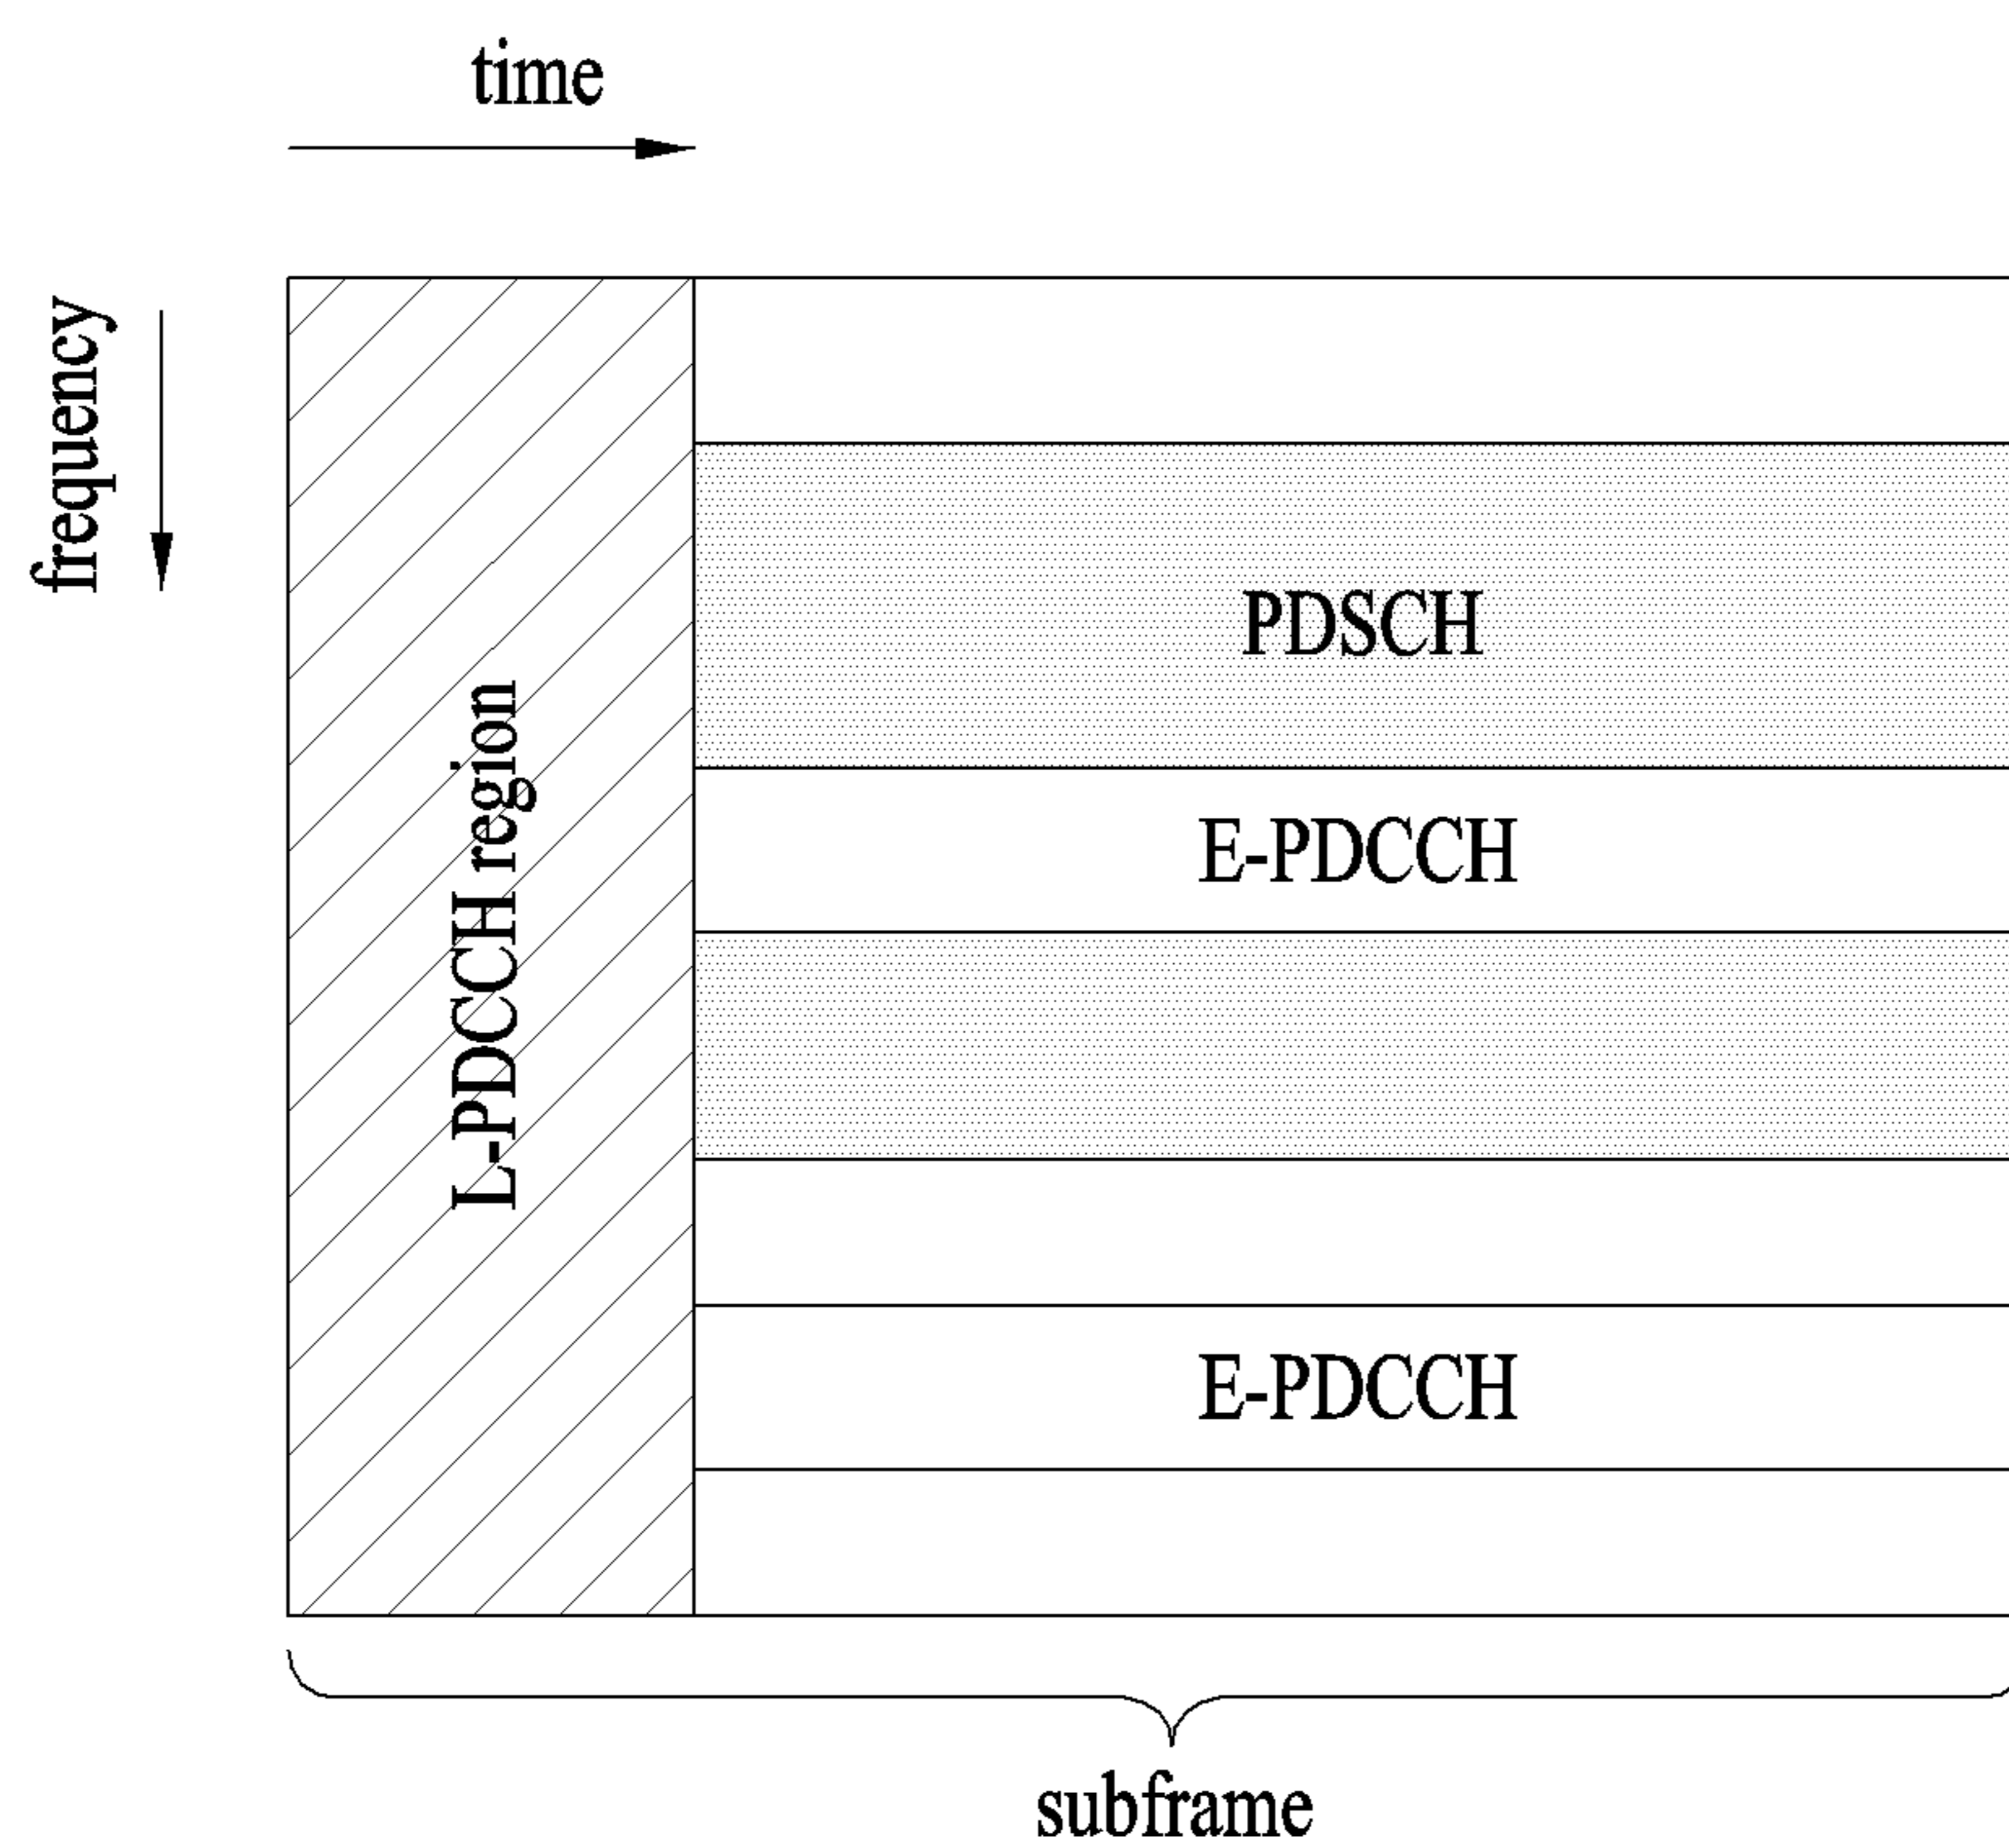 time
frequency
L-PDCCH region
PDSCH
E-PDCCH
E-PDCCH
subframe